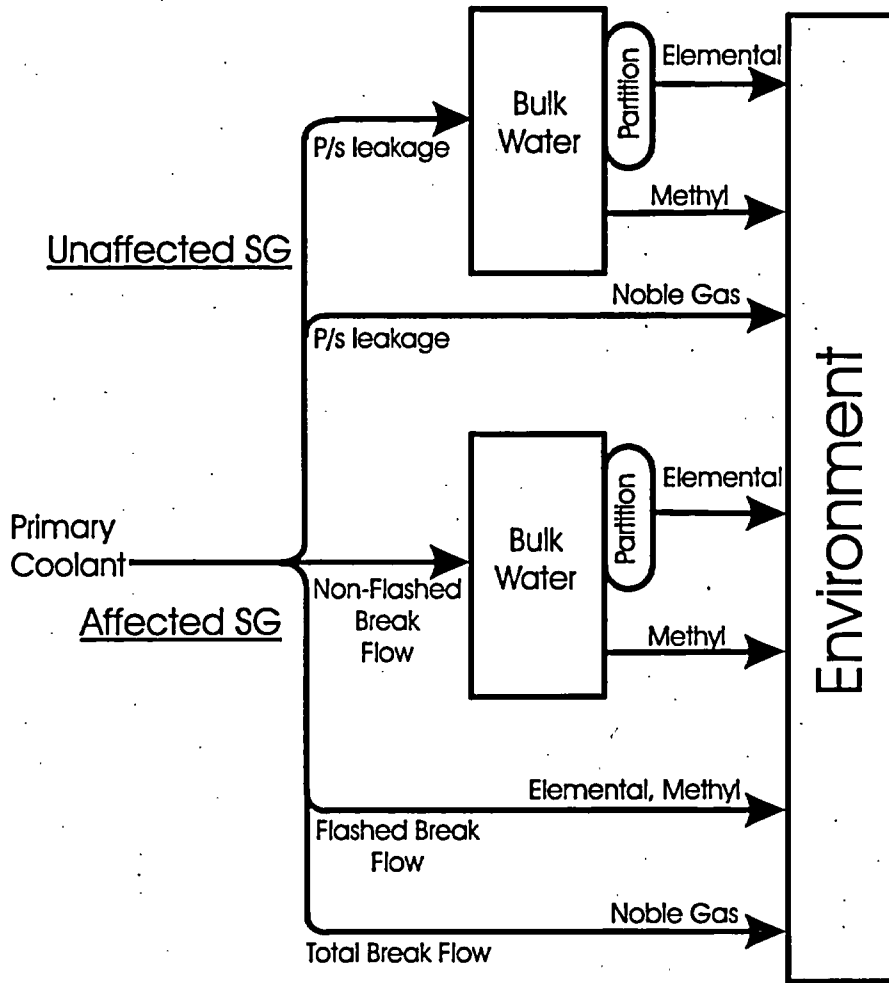 Elemental
Partition
Bulk
Water
P/s leakage
Methyl
Unaffected SG
Noble Gas
P/s leakage
Environment
Elemental
Partition
Bulk
Water
Primary
Coolant
Non-Flashed
Break
Flow
Affected SG
Methyl
Elemental, Methyl
Flashed Break
Flow
Noble Gas
Total Break Flow